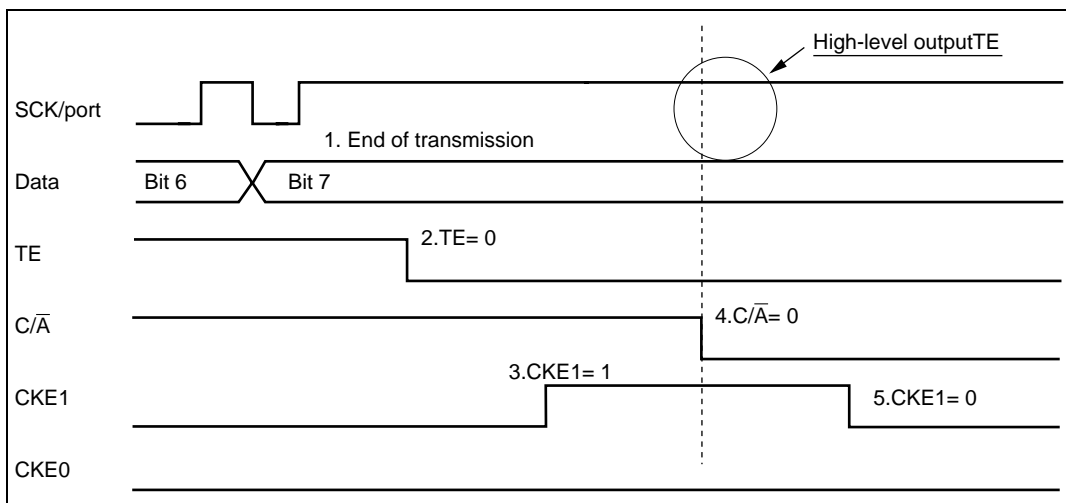 High-level outputTE
SCK/port
1. End of transmission
Data
Bit 6
Bit 7
TE
2.TE= 0
C/A̅
4.C/A̅= 0
3.CKE1= 1
CKE1
5.CKE1= 0
CKE0